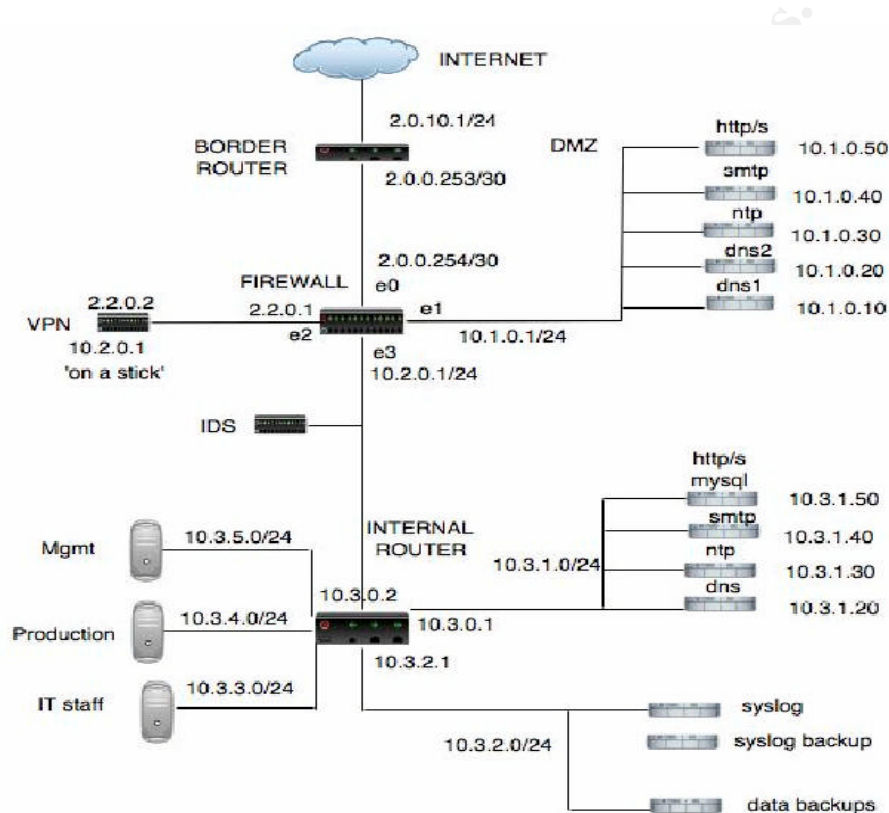 INTERNET
2.0.10.1/24
BORDER
ROUTER
2.0.0.253/30
DMZ
http/s
10.1.0.50
smtp
10.1.0.40
ntp
10.1.0.30
dns2
10.1.0.20
dns1
10.1.0.10
2.0.0.254/30
FIREWALL
e0
2.2.0.2
2.2.0.1
e1
VPN
e2
10.1.0.1/24
10.2.0.1
e3
'on a stick'
10.2.0.1/24
IDS
http/s
mysql
10.3.1.50
smtp
10.3.1.40
ntp
10.3.1.30
dns
10.3.1.20
INTERNAL
ROUTER
10.3.1.0/24
Mgmt
10.3.5.0/24
10.3.0.2
Production
10.3.4.0/24
10.3.0.1
10.3.2.1
IT staff
10.3.3.0/24
10.3.2.0/24
syslog
syslog backup
data backups